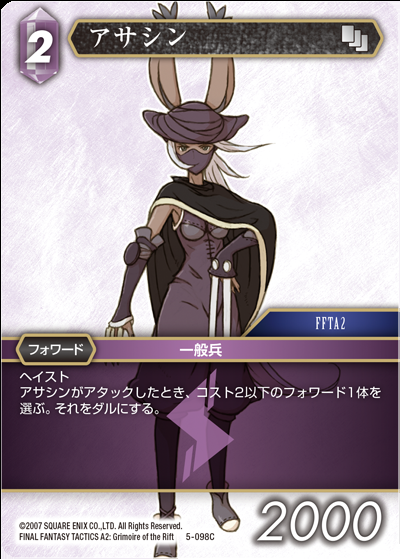 2
アサシン
FFTA2
フォワード
一般兵
ヘイスト
アサシンがアタックしたとき、コスト2以下のフォワード1体を
選ぶ。それをダルにする。
©2007 SQUARE ENIX CO.,LTD. All Rights Reserved.
FINAL FANTASY TACTICS A2: Grimoire of the Rift 5-098C
2000